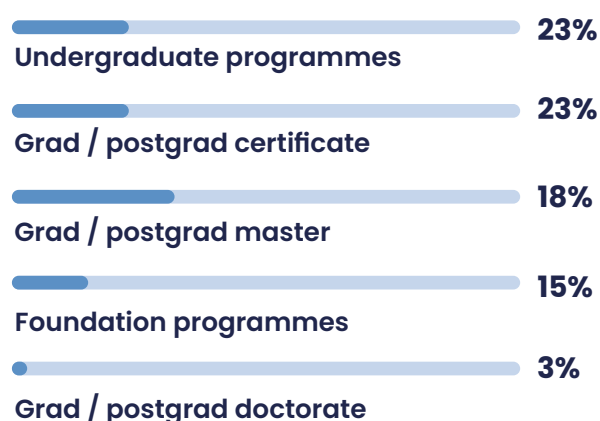 23%
Undergraduate programmes
23%
Grad / postgrad certificate
18%
Grad / postgrad master
15%
Foundation programmes
3%
Grad / postgrad doctorate